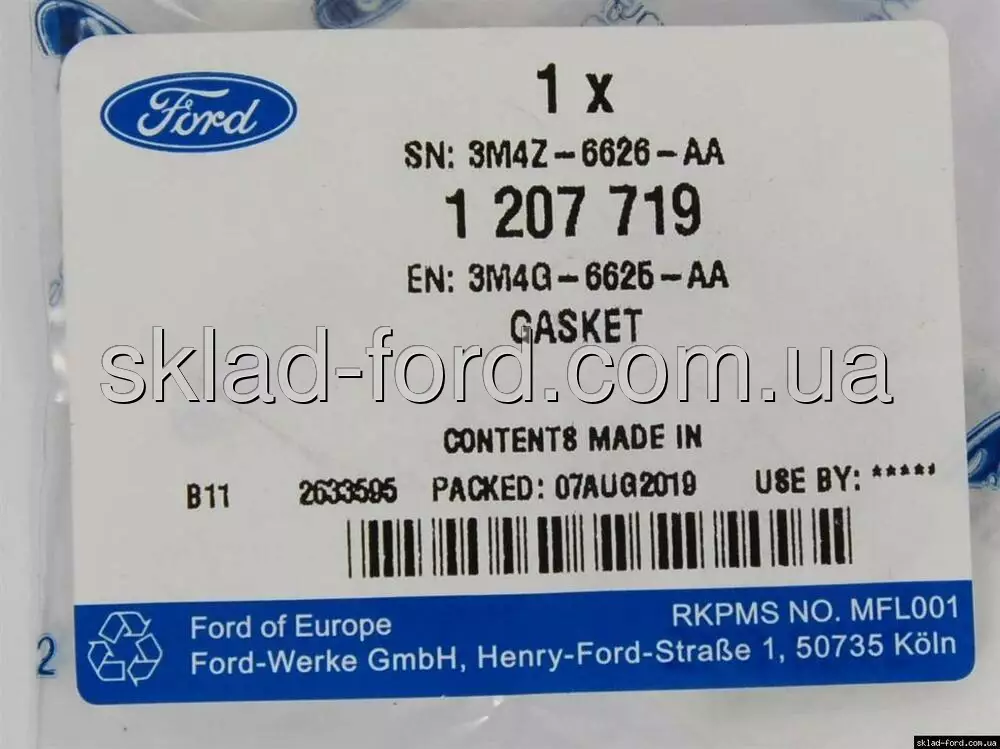 Ford
1 x
SN: 3M4Z-6626-AA
1 207 719
EN: 3M4G-6625-AA
GASKET
sklad-ford.com.ua
CONTENTS MADE IN
B11 2633595 PACKED: 07AUG2019 USE BY: *****
Ford of Europe
RKPMS NO. MFL001
Ford-Werke GmbH, Henry-Ford-Straße 1, 50735 Köln
2
sklad-ford.com.ua